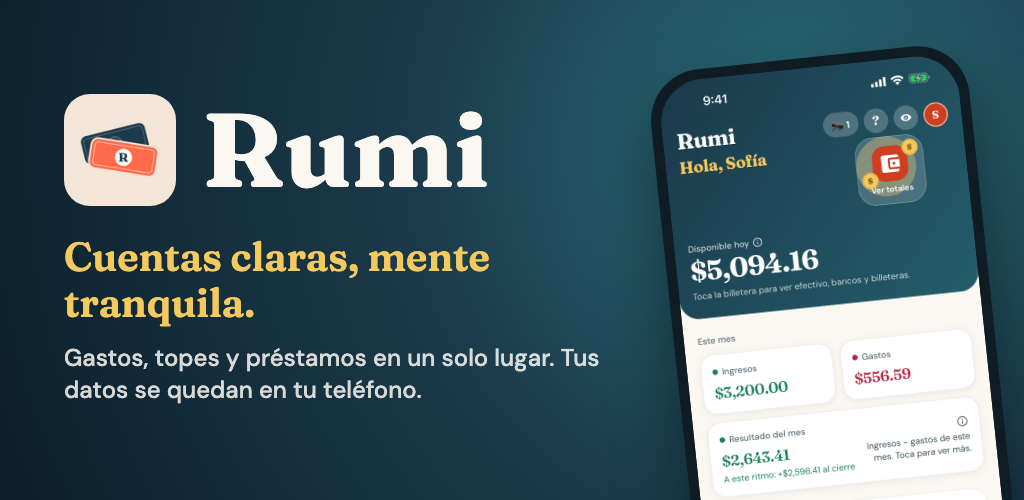 R
Rumi
Cuentas claras, mente
tranquila.
Gastos, topes y préstamos en un solo lugar. Tus
datos se quedan en tu teléfono.
9:41
Rumi
1
?
S
Hola, Sofía
$
$
Ver totales
Disponible hoy
$5,094.16
Toca la billetera para ver efectivo, bancos y billeteras.
Este mes
Ingresos
$3,200.00
Gastos
$556.59
Resultado del mes
$2,643.41
A este ritmo: +$2,596.41 al cierre
Ingresos - gastos de este
mes. Toca para ver más.